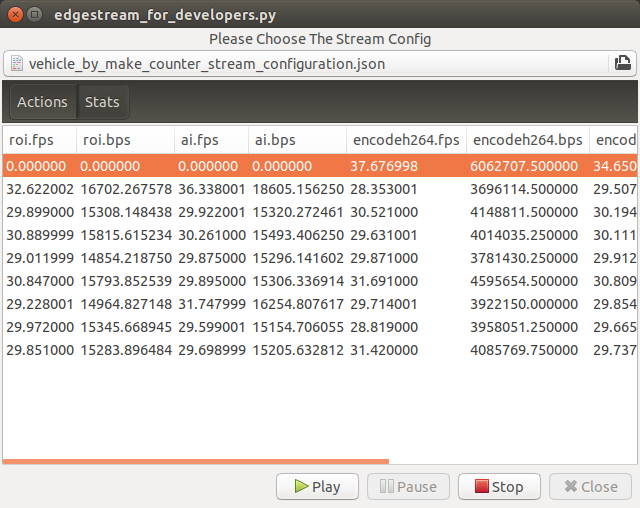 edgestream_for_developers.py
Please Choose The Stream Config
vehicle_by_make_counter_stream_configuration.json
Actions Stats
roi.fps roi.bps ai.fps ai.bps encodeh264.fps encodeh264.bps encod
0.000000 0.000000 0.000000 0.000000 37.676998 6062707.500000 34.650
32.622002 16702.267578 36.338001 18605.156250 28.353001 3696114.500000 29.507
29.899000 15308.148438 29.922001 15320.272461 30.521000 4148811.500000 30.194
30.889999 15815.615234 30.261000 15493.406250 29.631001 4014035.250000 30.111
29.011999 14854.218750 29.875000 15296.141602 29.871000 3781430.250000 29.912
30.847000 15793.852539 29.895000 15306.336914 31.691000 4595654.500000 30.809
29.228001 14964.827148 31.747999 16254.807617 29.714001 3922150.000000 29.854
29.972000 15345.668945 29.599001 15154.706055 28.819000 3958051.250000 29.665
29.851000 15283.896484 29.698999 15205.632812 31.420000 4085769.750000 29.737
Play Pause Stop Close